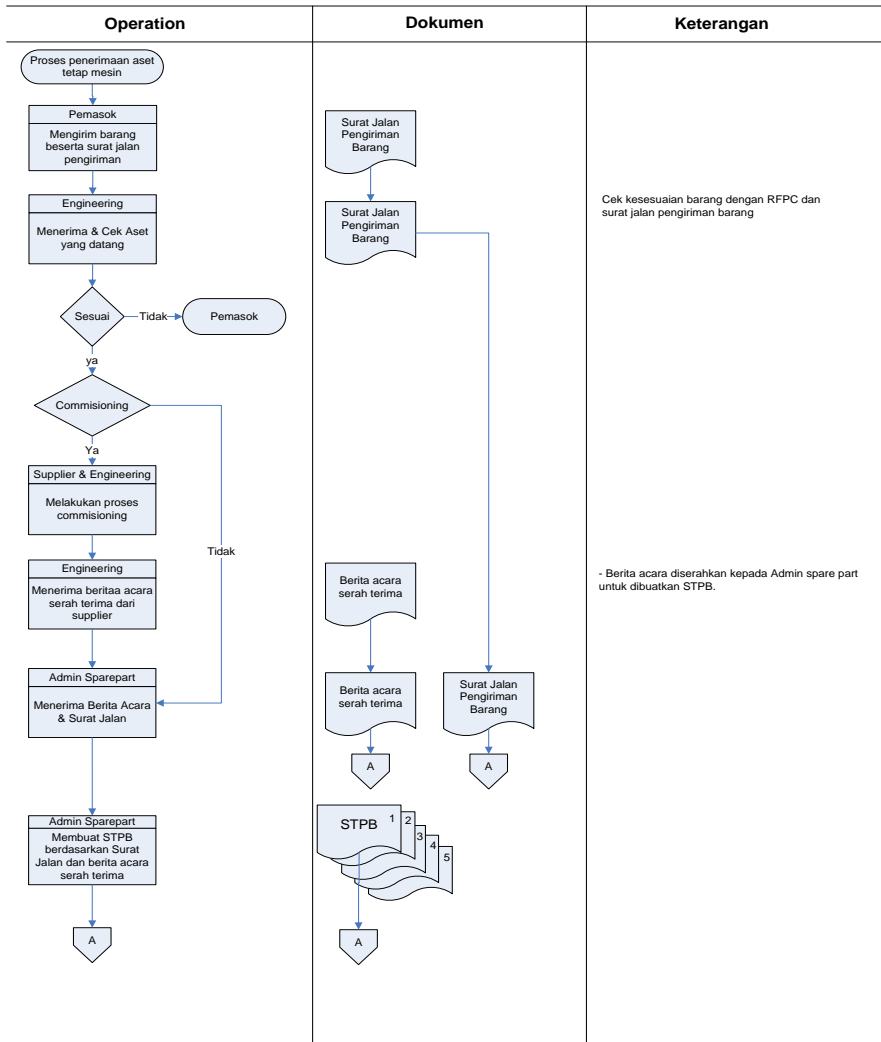 Operation
Dokumen
Keterangan
Proses penerimaan aset
tetap mesin
Pemasok
Mengirim barang
beserta surat jalan
pengiriman
Surat Jalan
Pengiriman
Barang
Engineering
Menerima & Cek Aset
yang datang
Surat Jalan
Pengiriman
Barang
Cek kesesuaian barang dengan RFPC dan
surat jalan pengiriman barang
Sesuai
Tidak
Pemasok
ya
Commisioning
Ya
Supplier & Engineering
Melakukan proses
commisioning
Tidak
Engineering
Menerima beritaa acara
serah terima dari
supplier
Berita acara
serah terima
- Berita acara diserahkan kepada Admin spare part
untuk dibuatkan STPB.
Admin Sparepart
Menerima Berita Acara
& Surat Jalan
Berita acara
serah terima
Surat Jalan
Pengiriman
Barang
A
A
Admin Sparepart
Membuat STPB
berdasarkan Surat
Jalan dan berita acara
serah terima
STPB
1
2
3
4
5
A
A